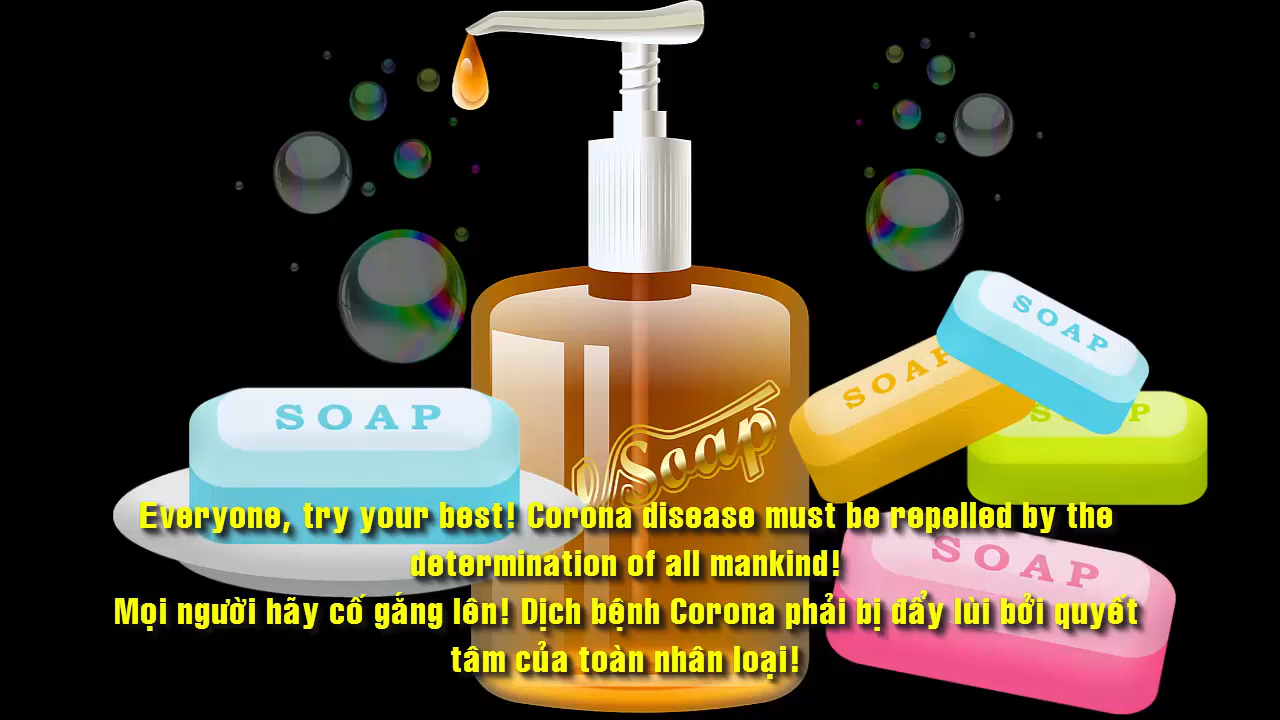 SOAP
SOAP
SOAP
SOAP
Soap
SOAP
Everyone, try your best! Corona disease must be repelled by the
determination of all mankind!
Mọi người hãy cố gắng lên! Dịch bệnh Corona phải bị đẩy lùi bởi quyết
tâm của toàn nhân loại!